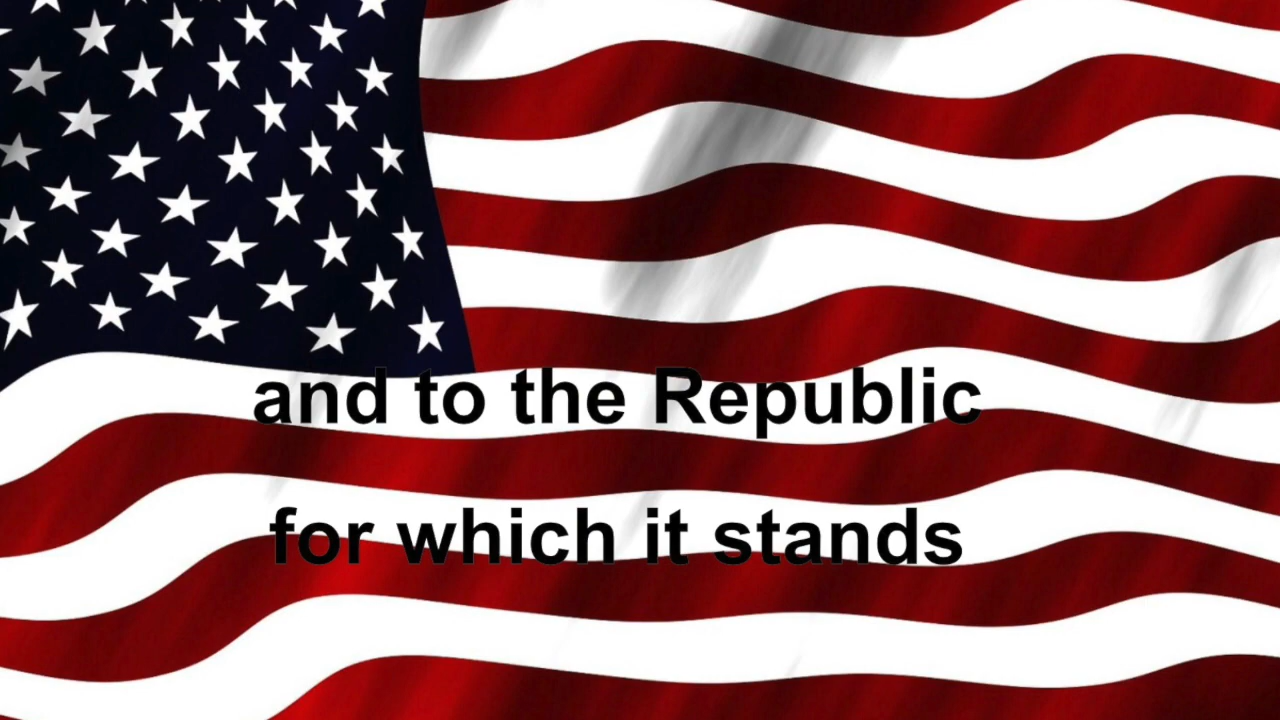 and to the Republic
for which it stands